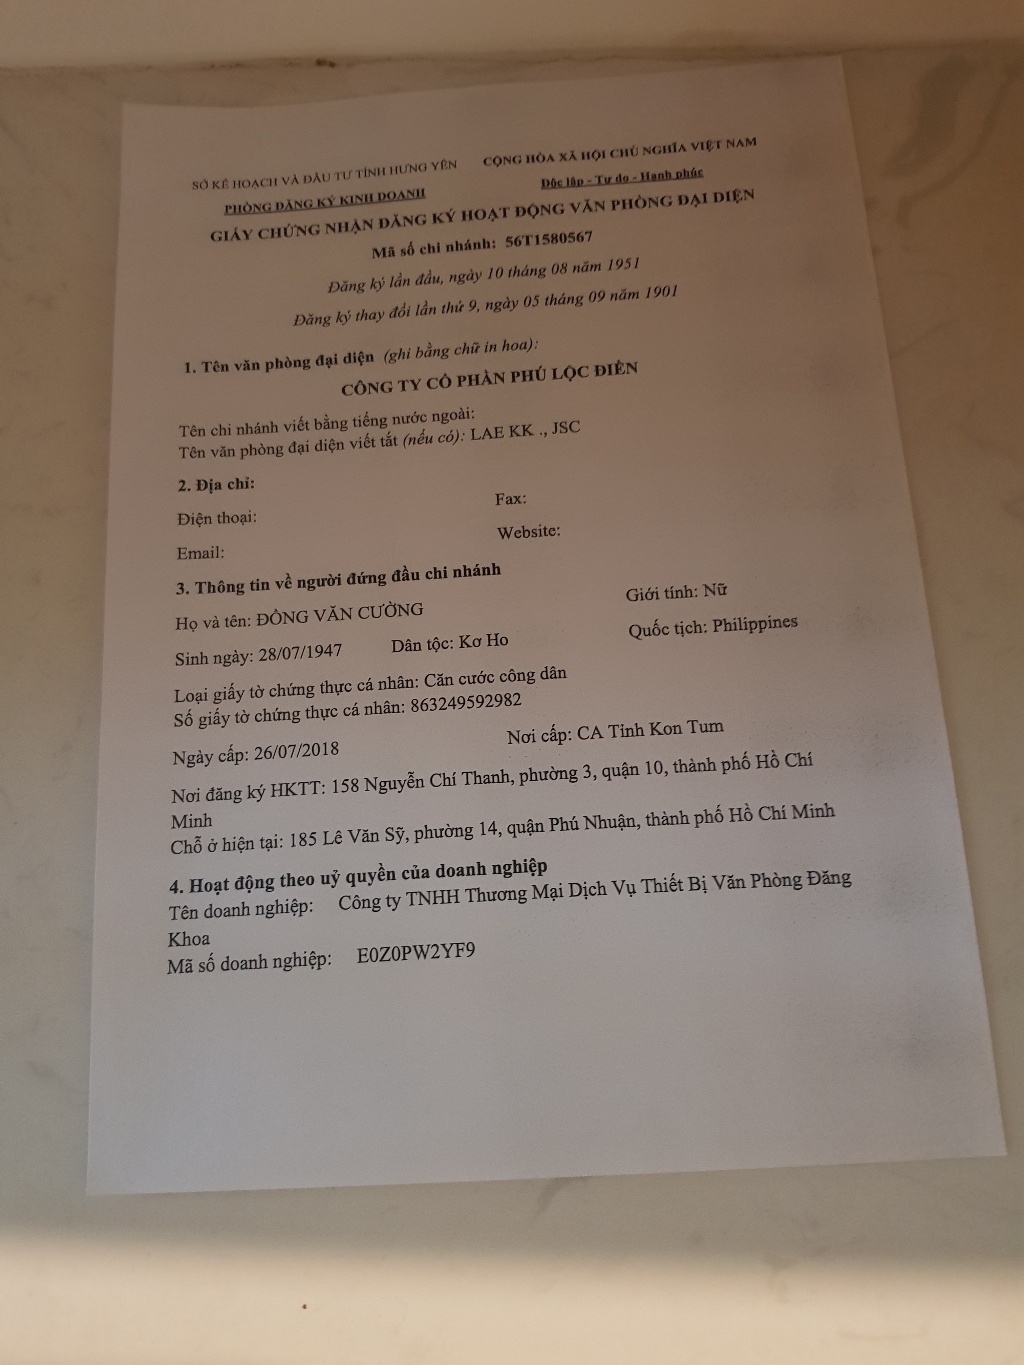 SỞ KẾ HOẠCH VÀ ĐẦU TƯ TỈNH HƯNG YÊN
CỘNG HÒA XÃ HỘI CHỦ NGHĨA VIỆT NAM
PHÒNG ĐĂNG KÝ KINH DOANH
Độc lập - Tự do - Hạnh phúc
GIẤY CHỨNG NHẬN ĐĂNG KÝ HOẠT ĐỘNG VĂN PHÒNG ĐẠI DIỆN
Mã số chi nhánh: 56T1580567
Đăng ký lần đầu, ngày 10 tháng 08 năm 1951
Đăng ký thay đổi lần thứ 9, ngày 05 tháng 09 năm 1901
1. Tên văn phòng đại diện (ghi bằng chữ in hoa):
CÔNG TY CỔ PHẦN PHÚ LỘC ĐIỀN
Tên chi nhánh viết bằng tiếng nước ngoài:
Tên văn phòng đại diện viết tắt (nếu có): LAE KK ., JSC
2. Địa chỉ:
Điện thoại:
Fax:
Email:
Website:
3. Thông tin về người đứng đầu chi nhánh
Họ và tên: ĐỒNG VĂN CƯỜNG
Giới tính: Nữ
Sinh ngày: 28/07/1947
Dân tộc: Kơ Ho
Quốc tịch: Philippines
Loại giấy tờ chứng thực cá nhân: Căn cước công dân
Số giấy tờ chứng thực cá nhân: 863249592982
Ngày cấp: 26/07/2018
Nơi cấp: CA Tỉnh Kon Tum
Nơi đăng ký HKTT: 158 Nguyễn Chí Thanh, phường 3, quận 10, thành phố Hồ Chí
Minh
Chỗ ở hiện tại: 185 Lê Văn Sỹ, phường 14, quận Phú Nhuận, thành phố Hồ Chí Minh
4. Hoạt động theo uỷ quyền của doanh nghiệp
Tên doanh nghiệp: Công ty TNHH Thương Mại Dịch Vụ Thiết Bị Văn Phòng Đăng
Khoa
Mã số doanh nghiệp: E0Z0PW2YF9